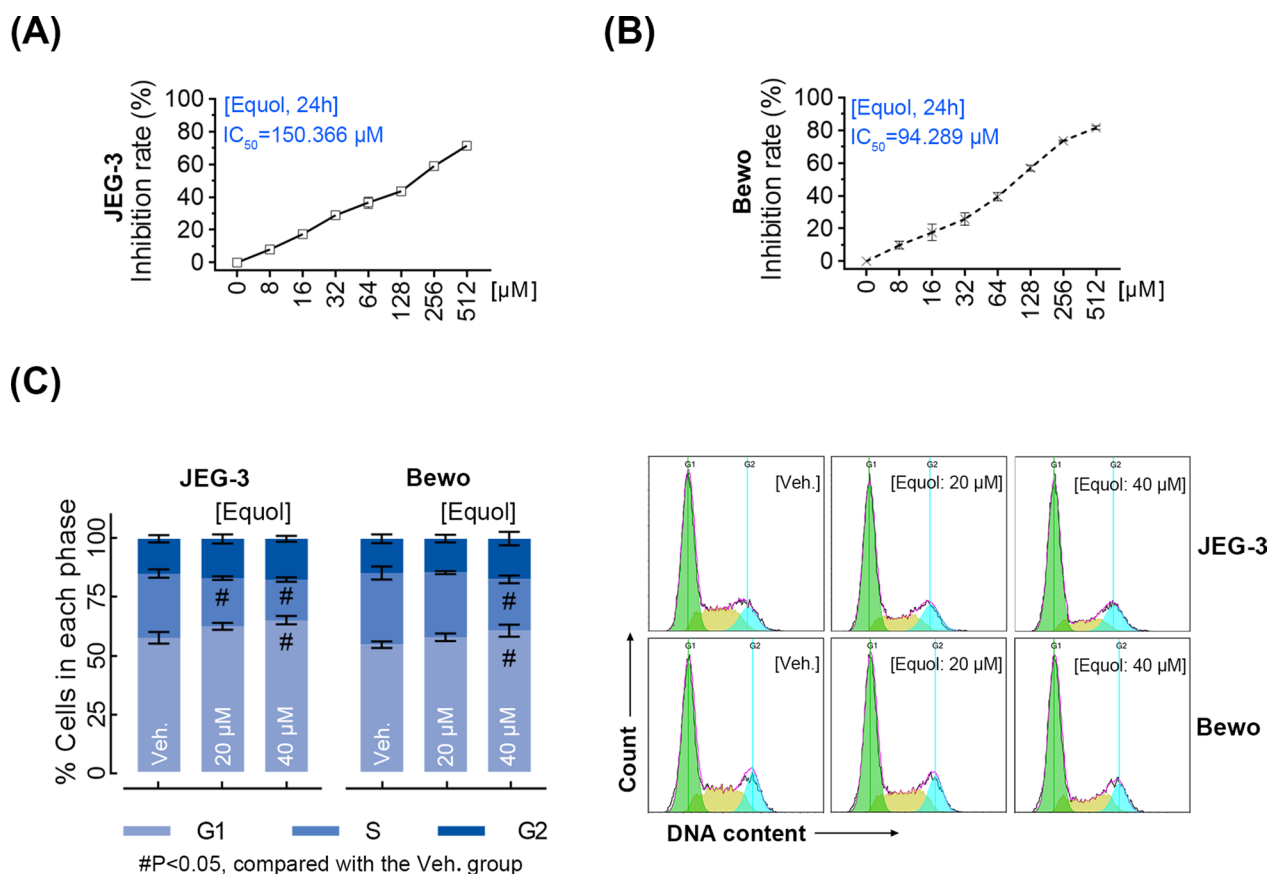 (A)
JEG-3
Inhibition rate (%)
100
80
60
40
20
0
[Equol, 24h]
IC50=150.366 μM
0 8 16 32 64 128 256 512 [μM]
(B)
Bewo
Inhibition rate (%)
100
80
60
40
20
0
[Equol, 24h]
IC50=94.289 μM
0 8 16 32 64 128 256 512 [μM]
(C)
% Cells in each phase
100
75
50
25
0
JEG-3
[Equol]
# #
#
Veh. 20 μM 40 μM
Bewo
[Equol]
#
#
Veh. 20 μM 40 μM
G1 S G2
#P<0.05, compared with the Veh. group
G1 G2 [Veh.]
G1 G2 [Equol: 20 μM]
G1 G2 [Equol: 40 μM]
JEG-3
G1 G2 [Veh.]
G1 G2 [Equol: 20 μM]
G1 G2 [Equol: 40 μM]
Bewo
Count
DNA content